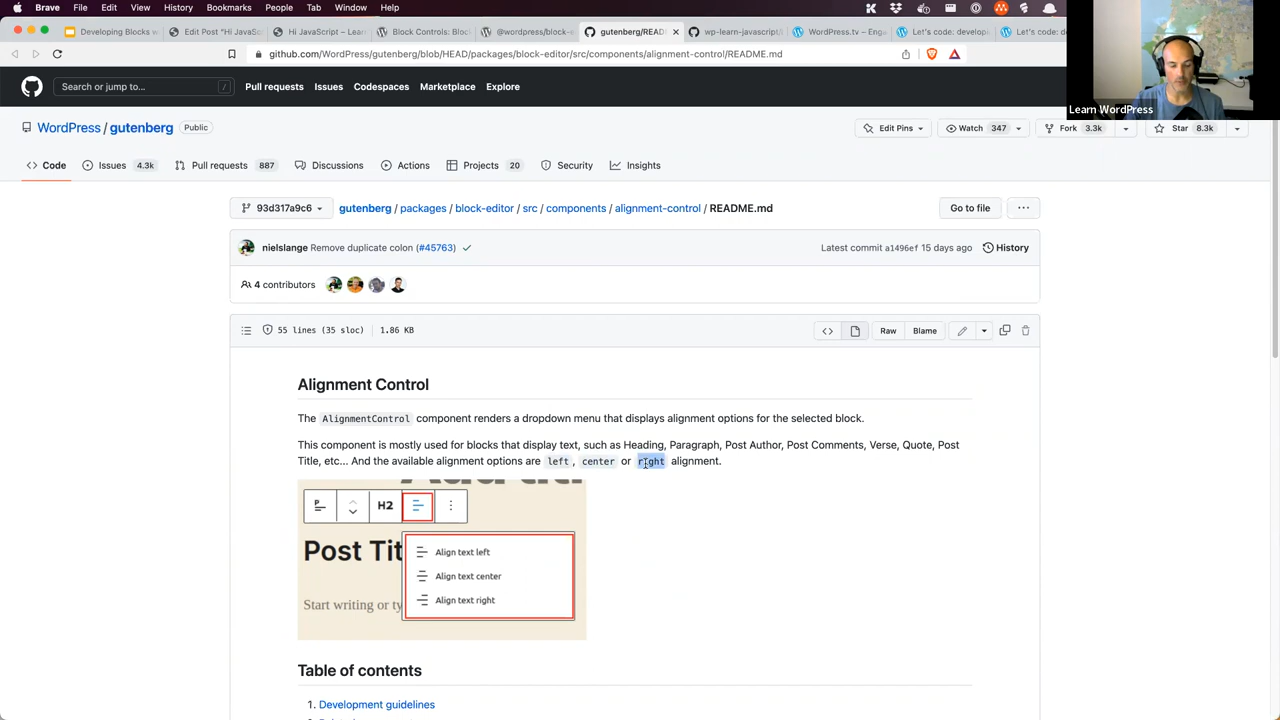 Brave File Edit View History Bookmarks People Tab Window Help
Developing Blocks w
Edit Post "Hi JavaS
Hi JavaScript – Lear
Block Controls: Bloc
@wordpress/block-e
gutenberg/READ
wp-learn-javascript/
WordPress.tv – Eng
Let's code: develop
Let's code: d
github.com/WordPress/gutenberg/blob/HEAD/packages/block-editor/src/components/alignment-control/README.md
Learn WordPress
Search or jump to... /
Pull requests Issues Codespaces Marketplace Explore
WordPress / gutenberg Public
Edit Pins Watch 347 Fork 3.3k Star 8.3k
Code Issues 4.3k Pull requests 887 Discussions Actions Projects 20 Security Insights
93d317a9c6 gutenberg / packages / block-editor / src / components / alignment-control / README.md Go to file ...
nielslange Remove duplicate colon (#45763) Latest commit a1496ef 15 days ago History
4 contributors
55 lines (35 sloc) 1.86 KB Raw Blame
Alignment Control
The AlignmentControl component renders a dropdown menu that displays alignment options for the selected block.
This component is mostly used for blocks that display text, such as Heading, Paragraph, Post Author, Post Comments, Verse, Quote, Post
Title, etc... And the available alignment options are left, center or right alignment.
H2
Post Tit
Align text left
Align text center
Start writing or ty
Align text right
Table of contents
1. Development guidelines